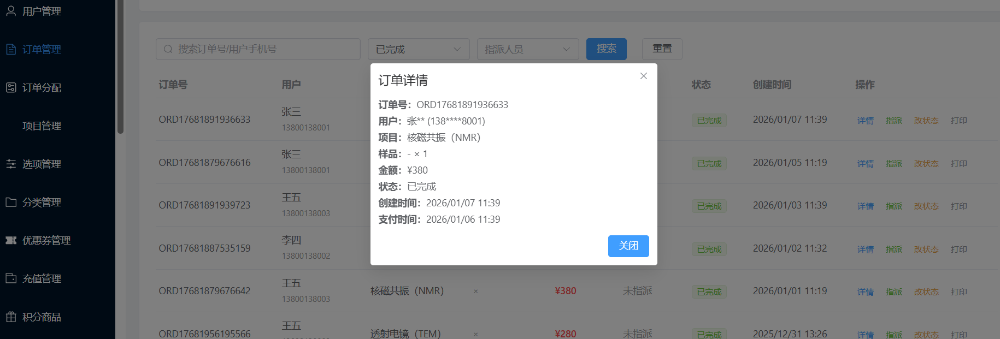 用户管理
订单管理
订单分配
项目管理
选项管理
分类管理
优惠券管理
充值管理
积分商品
搜索订单号/用户手机号 已完成 指派人员 搜索 重置
订单号 用户 状态 创建时间 操作
ORD17681891936633 张三 13800138001 已完成 2026/01/07 11:39 详情 指派 改状态 打印
ORD17681879676616 张三 13800138001 已完成 2026/01/05 11:19 详情 指派 改状态 打印
ORD17681891939723 王五 13800138003 已完成 2026/01/03 11:39 详情 指派 改状态 打印
ORD17681887535159 李四 13800138002 已完成 2026/01/02 11:32 详情 指派 改状态 打印
ORD17681879676642 王五 13800138003 核磁共振（NMR） × ¥380 未指派 已完成 2026/01/01 11:19 详情 指派 改状态 打印
ORD17681956195566 王五 透射电镜（TEM） × ¥280 未指派 已完成 2025/12/31 13:26 详情 指派 改状态 打印
订单详情
订单号：ORD17681891936633
用户：张** (138****8001)
项目：核磁共振（NMR）
样品：- × 1
金额：¥380
状态：已完成
创建时间：2026/01/07 11:39
支付时间：2026/01/06 11:39
关闭